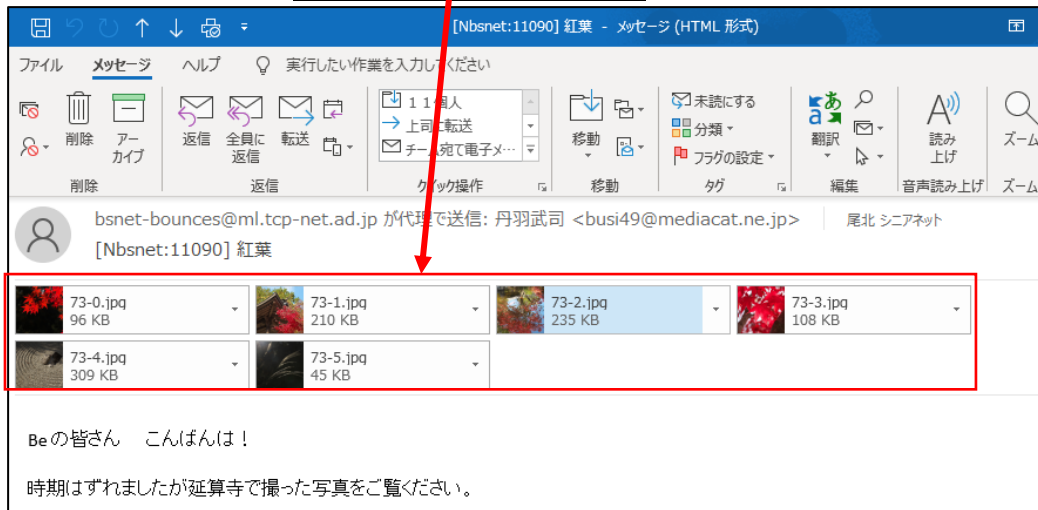 [Nbsnet:11090] 紅葉 - メッセージ (HTML 形式)
ファイル メッセージ ヘルプ 実行したい作業を入力してください
削除 アーカイブ 返信 全員に返信 転送
１１個人
上司に転送
チーム宛て電子メ…
移動
未読にする
分類
フラグの設定
翻訳
読み上げ
ズーム
削除 返信 クイック操作 移動 タグ 編集 音声読み上げ ズーム
bsnet-bounces@ml.tcp-net.ad.jp が代理で送信: 丹羽武司 <busi49@mediacat.ne.jp> 尾北 シニアネット
[Nbsnet:11090] 紅葉
73-0.jpg 73-1.jpg 73-2.jpg 73-3.jpg
96 KB 210 KB 235 KB 108 KB
73-4.jpg 73-5.jpg
309 KB 45 KB
Beの皆さん こんばんは！
時期はずれましたが延算寺で撮った写真をご覧ください。